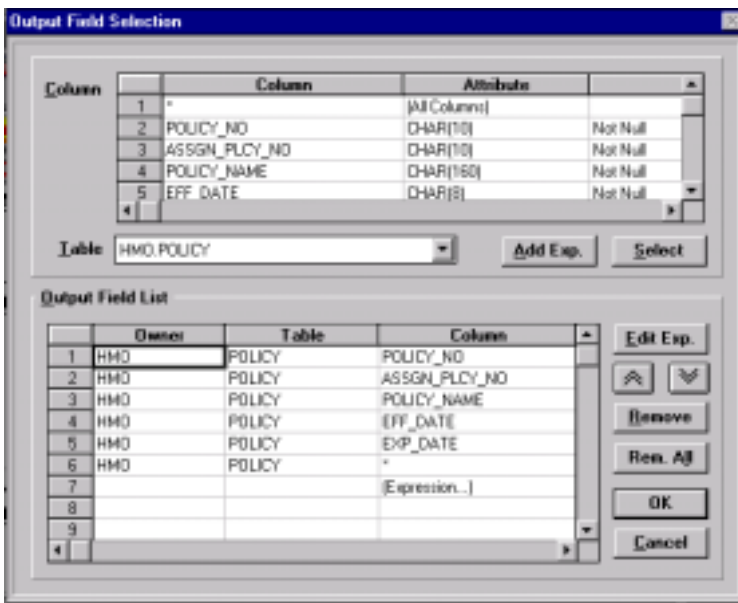 Output Field Selection
Column
Column Attribute
1 * (All Columns)
2 POLICY_NO CHAR(10) Not Null
3 ASSGN_PLCY_NO CHAR(10) Not Null
4 POLICY_NAME CHAR(160) Not Null
5 EFF_DATE CHAR(8) Not Null
Table HMO.POLICY Add Exp. Select
Output Field List
Owner Table Column
1 HMO POLICY POLICY_NO
2 HMO POLICY ASSGN_PLCY_NO
3 HMO POLICY POLICY_NAME
4 HMO POLICY EFF_DATE
5 HMO POLICY EXP_DATE
6 HMO POLICY *
7 (Expression...)
8
9
Edit Exp.
Remove
Rem. All
OK
Cancel